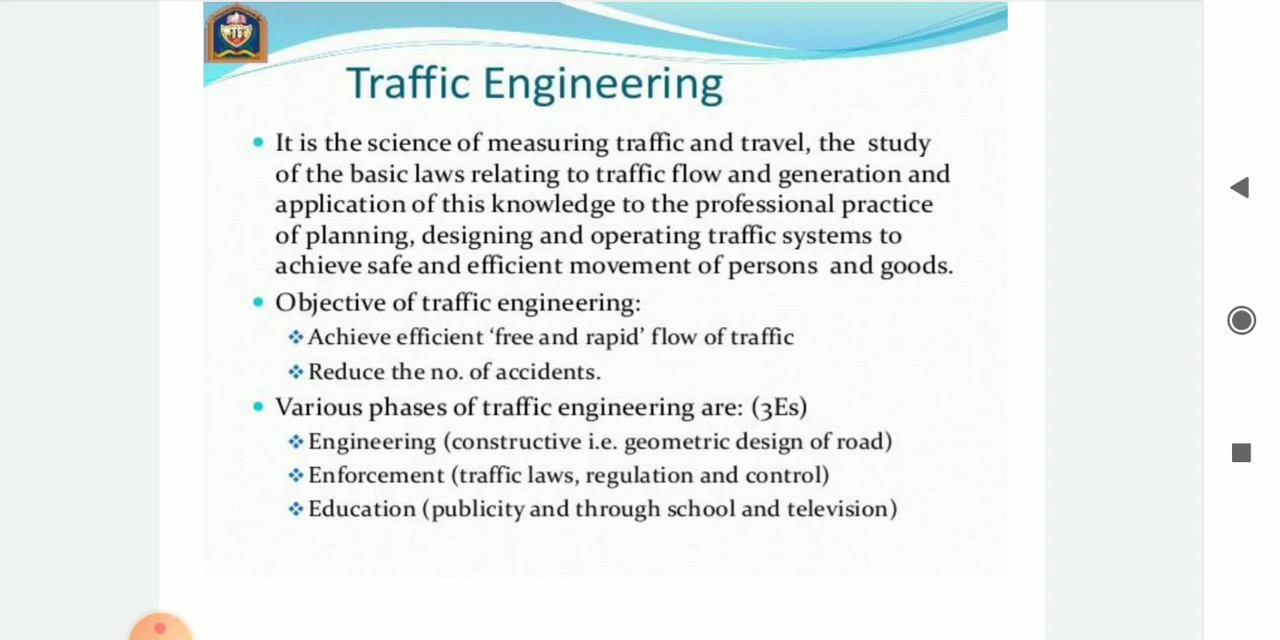 Traffic Engineering
It is the science of measuring traffic and travel, the study
of the basic laws relating to traffic flow and generation and
application of this knowledge to the professional practice
of planning, designing and operating traffic systems to
achieve safe and efficient movement of persons and goods.
Objective of traffic engineering:
Achieve efficient ‘free and rapid’ flow of traffic
Reduce the no. of accidents.
Various phases of traffic engineering are: (3Es)
Engineering (constructive i.e. geometric design of road)
Enforcement (traffic laws, regulation and control)
Education (publicity and through school and television)